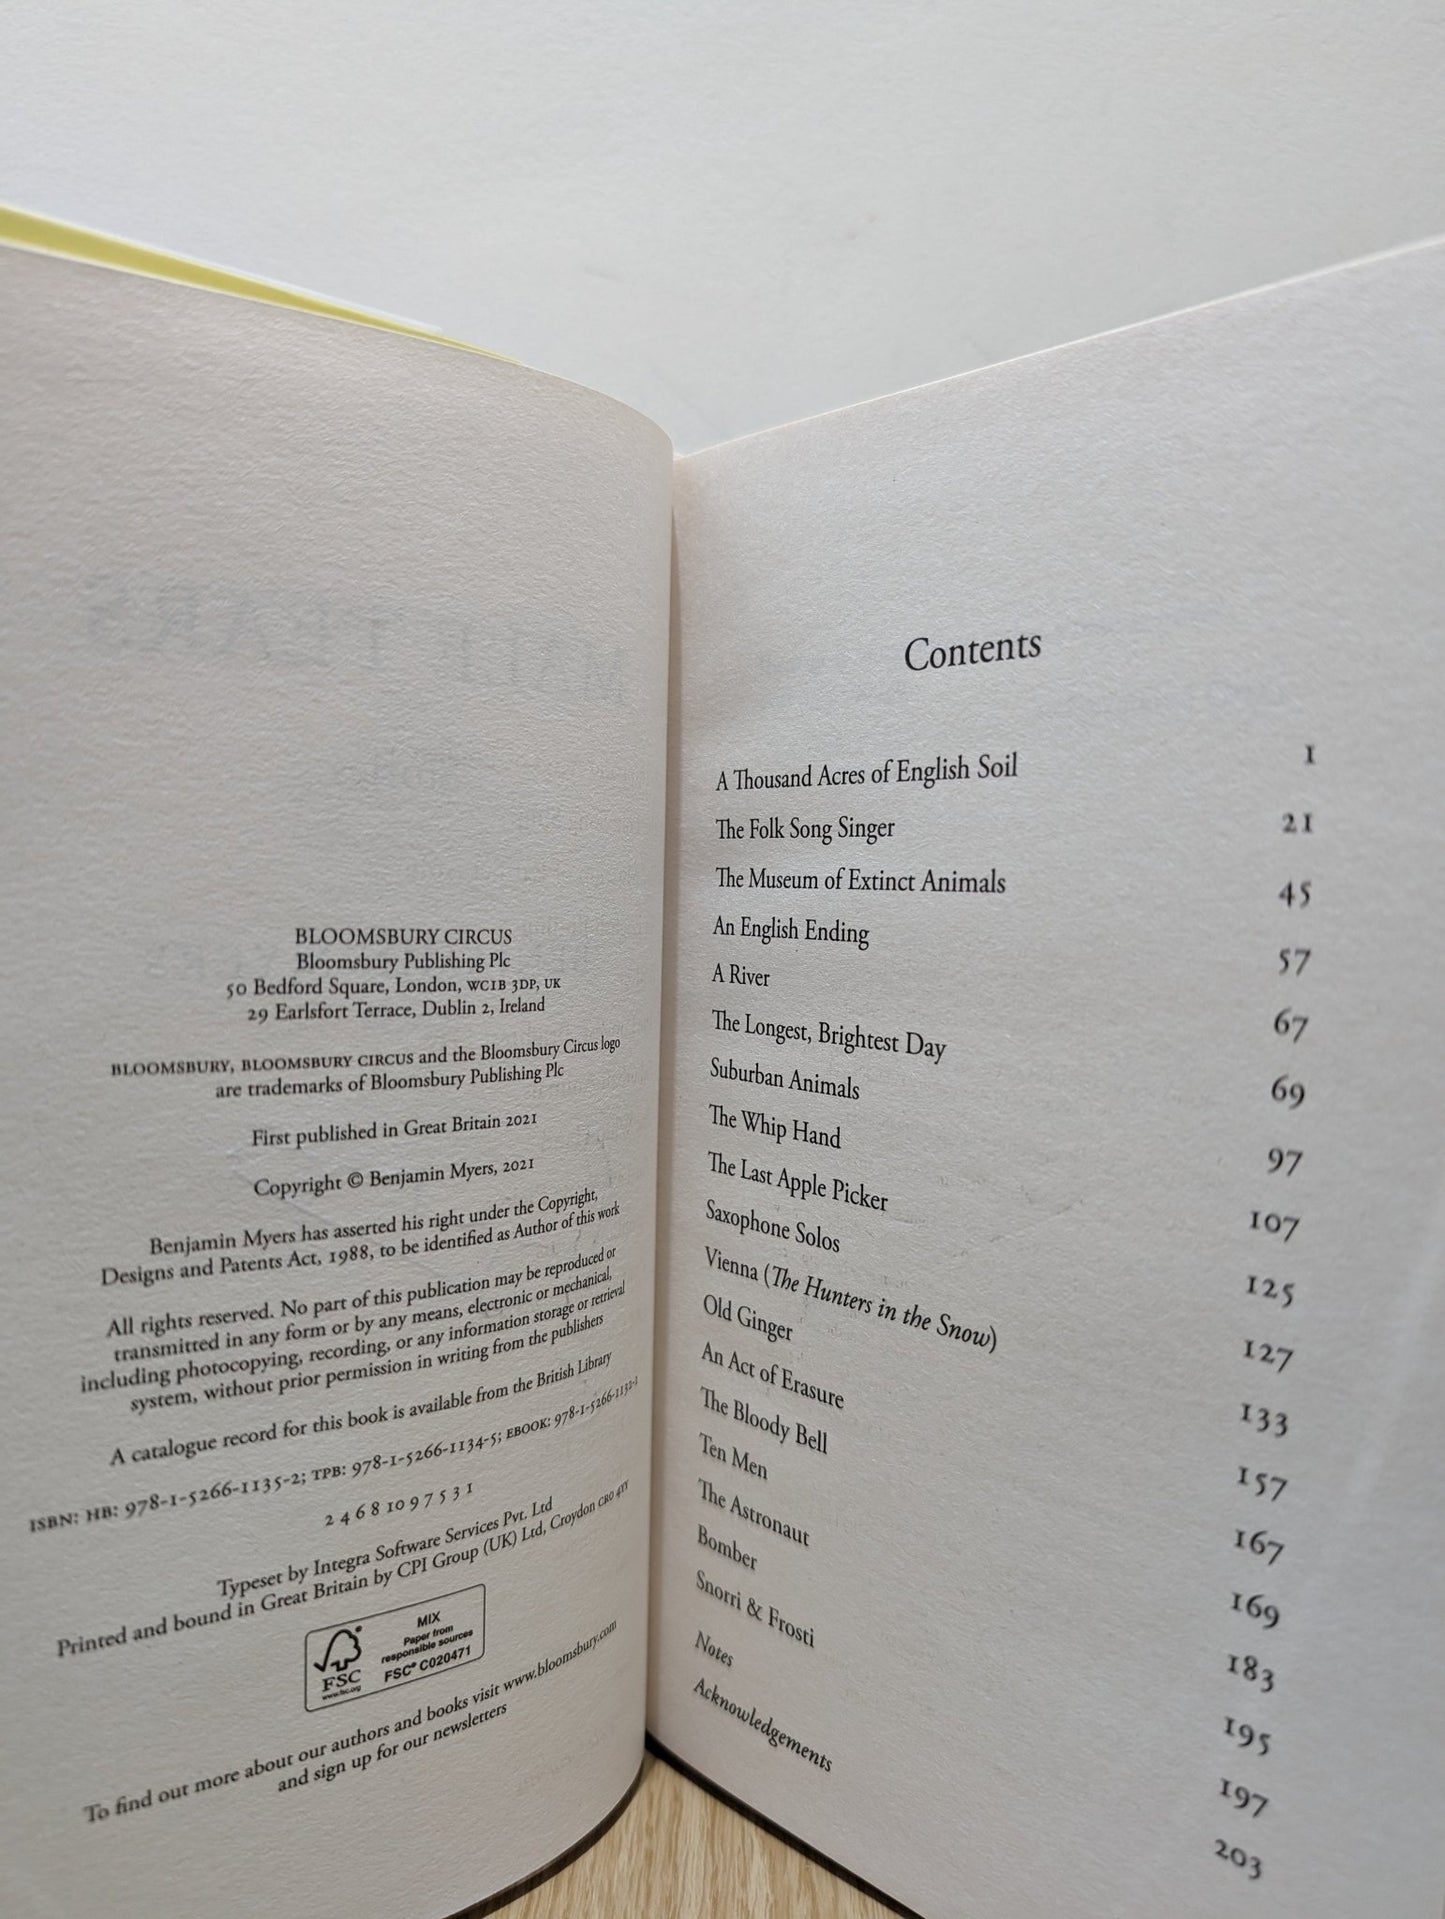 BLOOMSBURY CIRCUS
Bloomsbury Publishing Plc
50 Bedford Square, London, WC1B 3DP, UK
29 Earlsfort Terrace, Dublin 2, Ireland
BLOOMSBURY, BLOOMSBURY CIRCUS and the Bloomsbury Circus logo
are trademarks of Bloomsbury Publishing Plc
First published in Great Britain 2021
Copyright © Benjamin Myers, 2021
Benjamin Myers has asserted his right under the Copyright,
Designs and Patents Act, 1988, to be identified as Author of this work
All rights reserved. No part of this publication may be reproduced or
transmitted in any form or by any means, electronic or mechanical,
including photocopying, recording, or any information storage or retrieval
system, without prior permission in writing from the publishers
A catalogue record for this book is available from the British Library
ISBN: HB: 978-1-5266-1135-2; TPB: 978-1-5266-1134-5; EBOOK: 978-1-5266-1132-1
2 4 6 8 10 9 7 5 3 1
Typeset by Integra Software Services Pvt. Ltd
Printed and bound in Great Britain by CPI Group (UK) Ltd, Croydon CR0 4YY
MIX
Paper from
responsible sources
FSC® C020471
FSC
www.fsc.org
To find out more about our authors and books visit www.bloomsbury.com
and sign up for our newsletters
Contents
A Thousand Acres of English Soil 1
The Folk Song Singer 21
The Museum of Extinct Animals 45
An English Ending 57
A River 67
The Longest, Brightest Day 69
Suburban Animals 97
The Whip Hand 107
The Last Apple Picker 125
Saxophone Solos 127
Vienna (The Hunters in the Snow) 133
Old Ginger 157
An Act of Erasure 167
The Bloody Bell 169
Ten Men 183
The Astronaut 195
Bomber 197
Snorri & Frosti 203
Notes
Acknowledgements